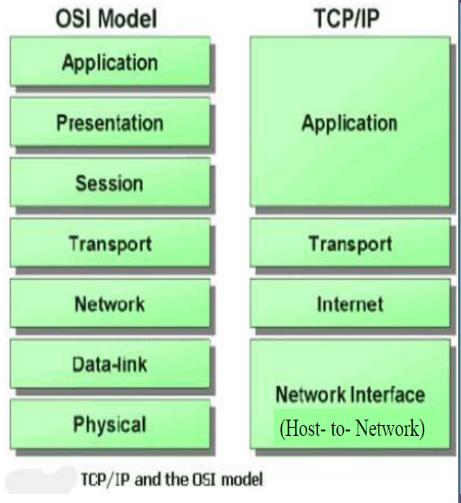 OSI Model
Application
Presentation
Session
Transport
Network
Data-link
Physical
TCP/IP
Application
Transport
Internet
Network Interface
(Host- to- Network)
TCP/IP and the OSI model